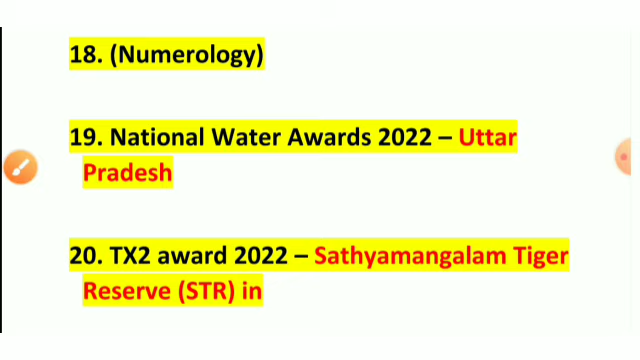 18. (Numerology)
19. National Water Awards 2022 – Uttar
Pradesh
20. TX2 award 2022 – Sathyamangalam Tiger
Reserve (STR) in